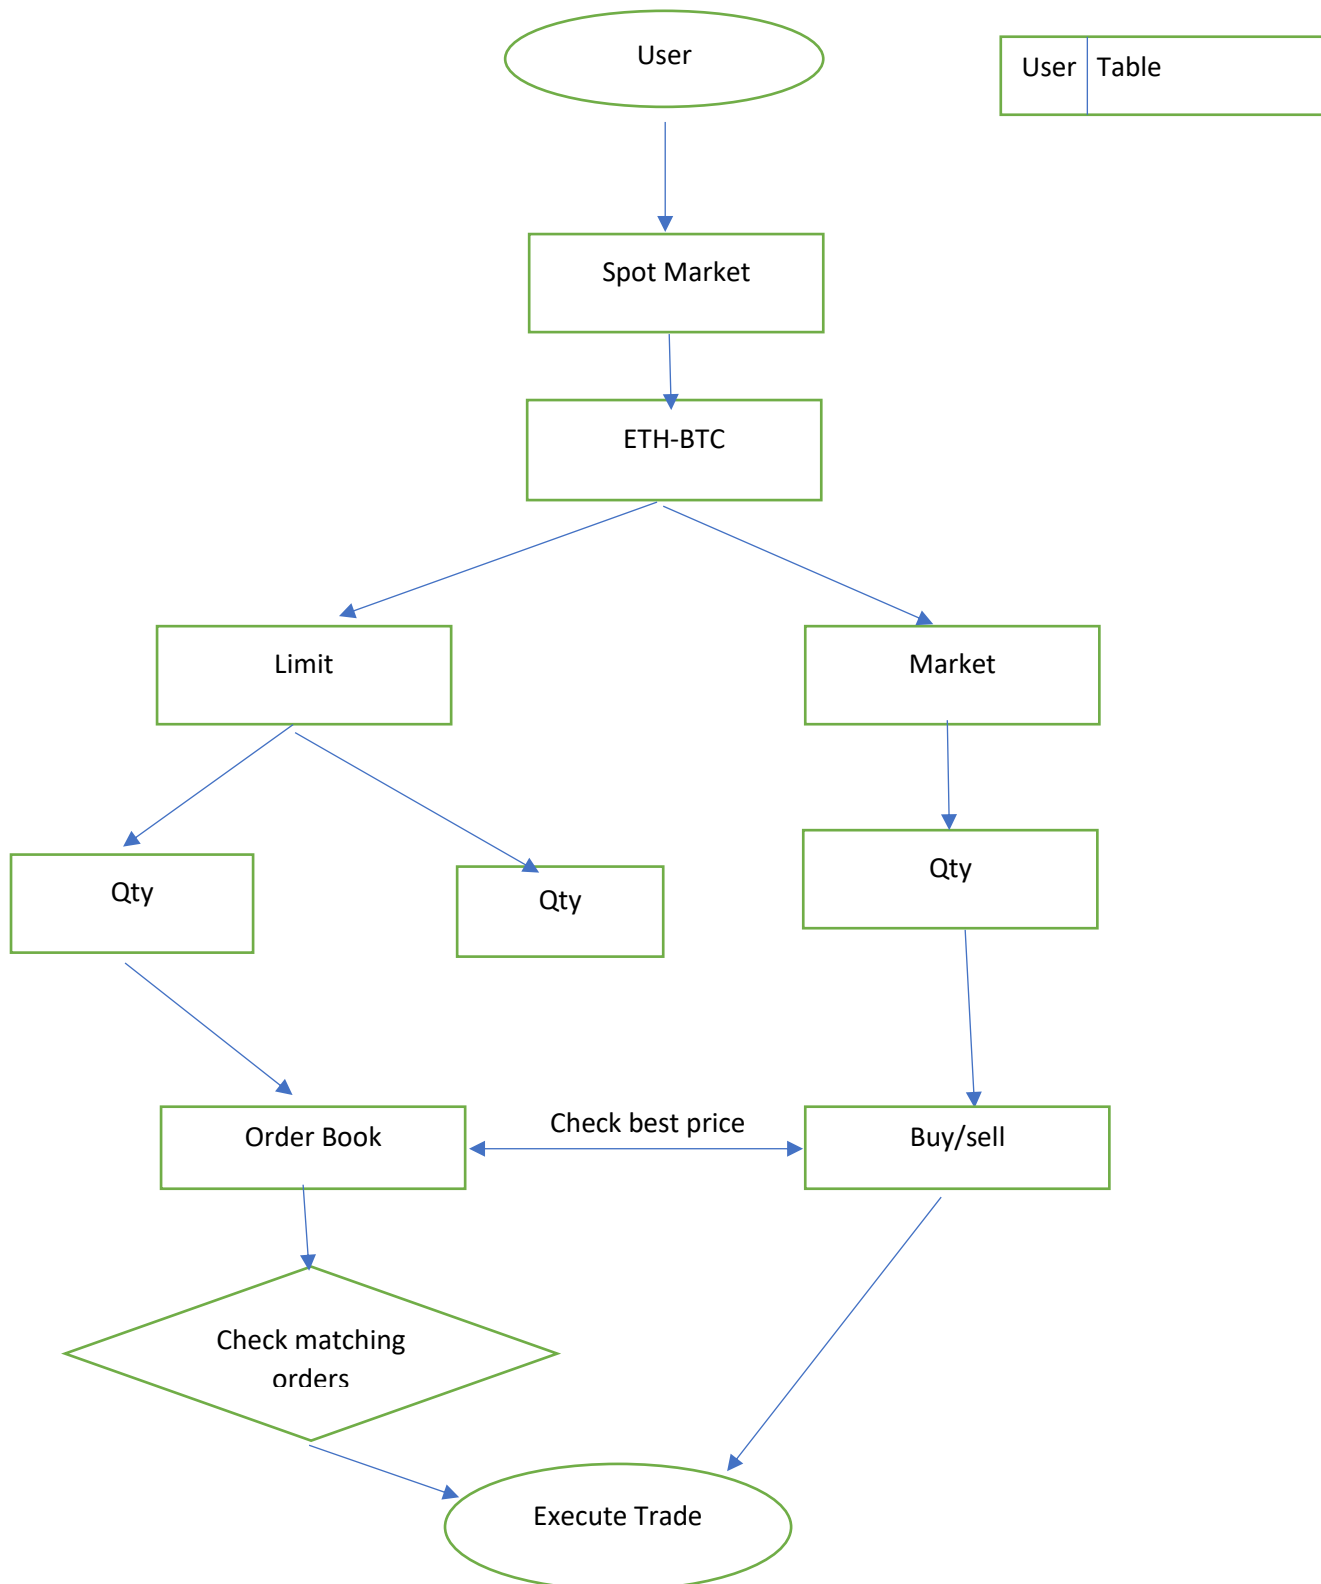 User
User Table
Spot Market
ETH-BTC
Limit
Market
Qty
Qty
Qty
Order Book
Check best price
Buy/sell
Check matching
orders
Execute Trade